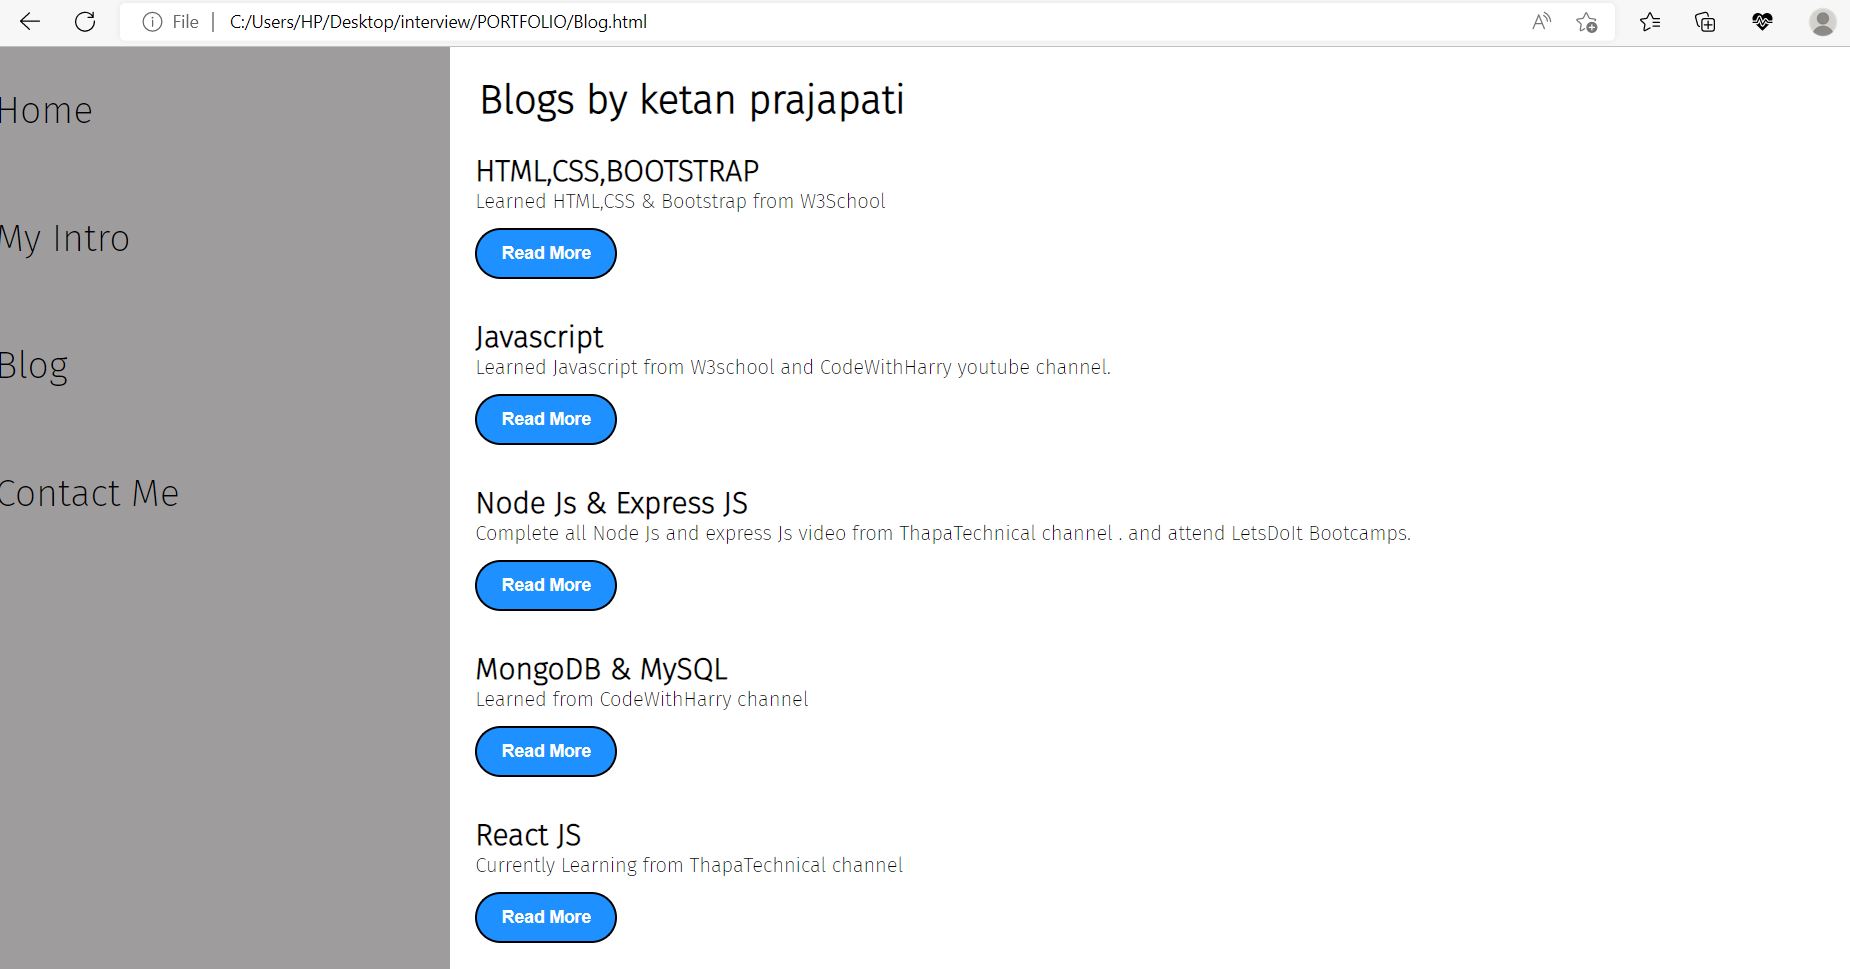 File | C:/Users/HP/Desktop/interview/PORTFOLIO/Blog.html
Home
My Intro
Blog
Contact Me
Blogs by ketan prajapati
HTML,CSS,BOOTSTRAP
Learned HTML,CSS & Bootstrap from W3School
Read More
Javascript
Learned Javascript from W3school and CodeWithHarry youtube channel.
Read More
Node Js & Express JS
Complete all Node Js and express Js video from ThapaTechnical channel . and attend LetsDoIt Bootcamps.
Read More
MongoDB & MySQL
Learned from CodeWithHarry channel
Read More
React JS
Currently Learning from ThapaTechnical channel
Read More